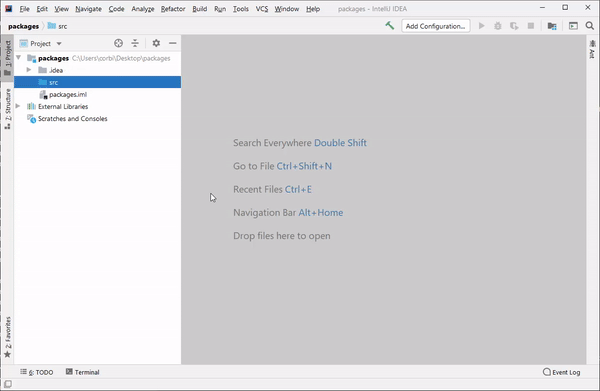 File Edit View Navigate Code Analyze Refactor Build Run Tools VCS Window Help packages - IntelliJ IDEA
packages src Add Configuration...
1: Project
Project
packages C:\Users\corbi\Desktop\packages
.idea
src
packages.iml
External Libraries
Scratches and Consoles
Z: Structure
2: Favorites
Ant
Search Everywhere Double Shift
Go to File Ctrl+Shift+N
Recent Files Ctrl+E
Navigation Bar Alt+Home
Drop files here to open
6: TODO Terminal Event Log